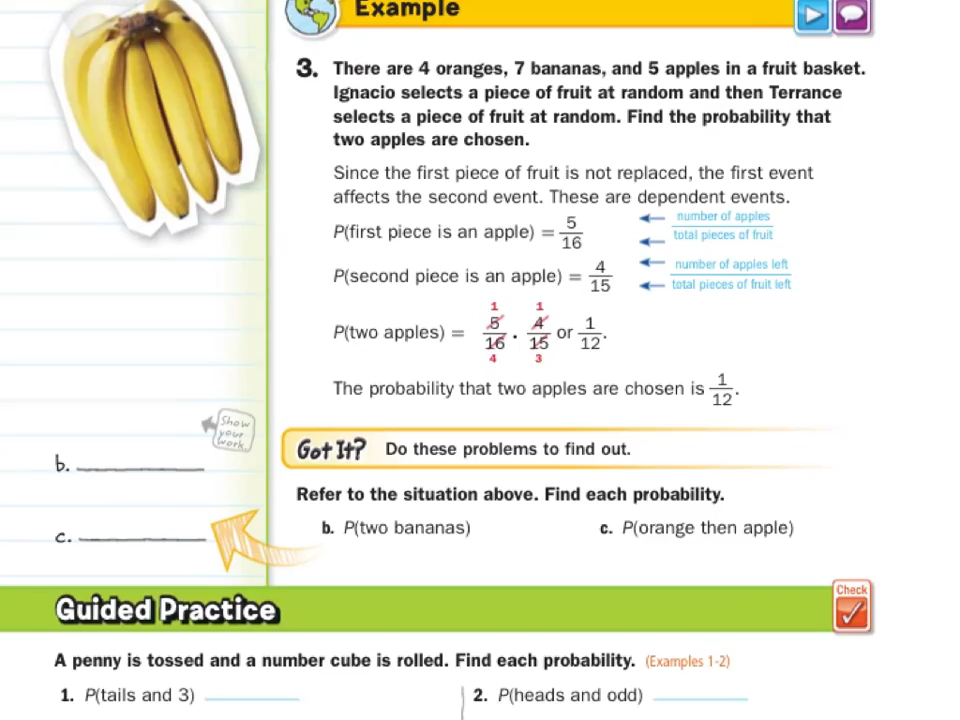 Example
3. There are 4 oranges, 7 bananas, and 5 apples in a fruit basket.
Ignacio selects a piece of fruit at random and then Terrance
selects a piece of fruit at random. Find the probability that
two apples are chosen.
Since the first piece of fruit is not replaced, the first event
affects the second event. These are dependent events.
P(first piece is an apple) = 5/16
number of apples
total pieces of fruit
P(second piece is an apple) = 4/15
number of apples left
total pieces of fruit left
1 1
P(two apples) = 5/16 · 4/15 or 1/12.
4 3
The probability that two apples are chosen is 1/12.
Show
your
work.
Got It? Do these problems to find out.
b.
Refer to the situation above. Find each probability.
b. P(two bananas) c. P(orange then apple)
c.
Guided Practice
Check
A penny is tossed and a number cube is rolled. Find each probability. (Examples 1-2)
1. P(tails and 3) 2. P(heads and odd)